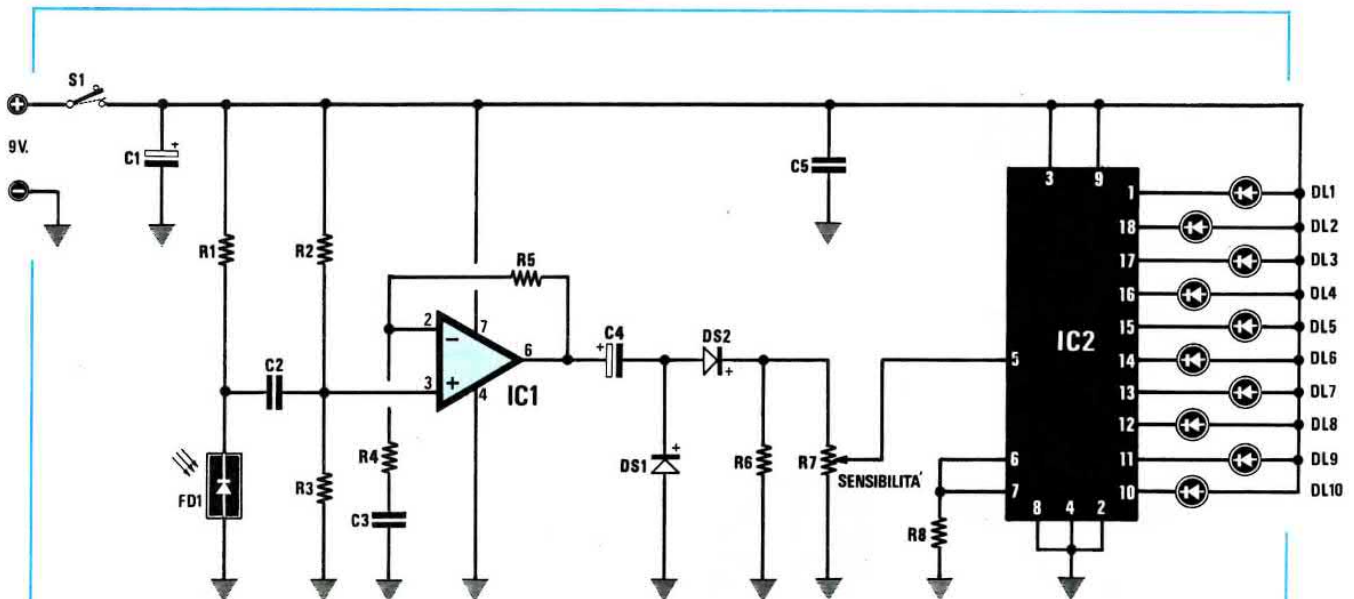 S1
+
9V.
−
C1 +
R1
R2
C2
FD1
R3
R4
C3
R5
2
−
3
+
7
6
4
IC1
C4
+
DS1
+
DS2
+
R6
R7
SENSIBILITA'
C5
R8
3 9
5
6
7
8 4 2
IC2
1 DL1
18 DL2
17 DL3
16 DL4
15 DL5
14 DL6
13 DL7
12 DL8
11 DL9
10 DL10